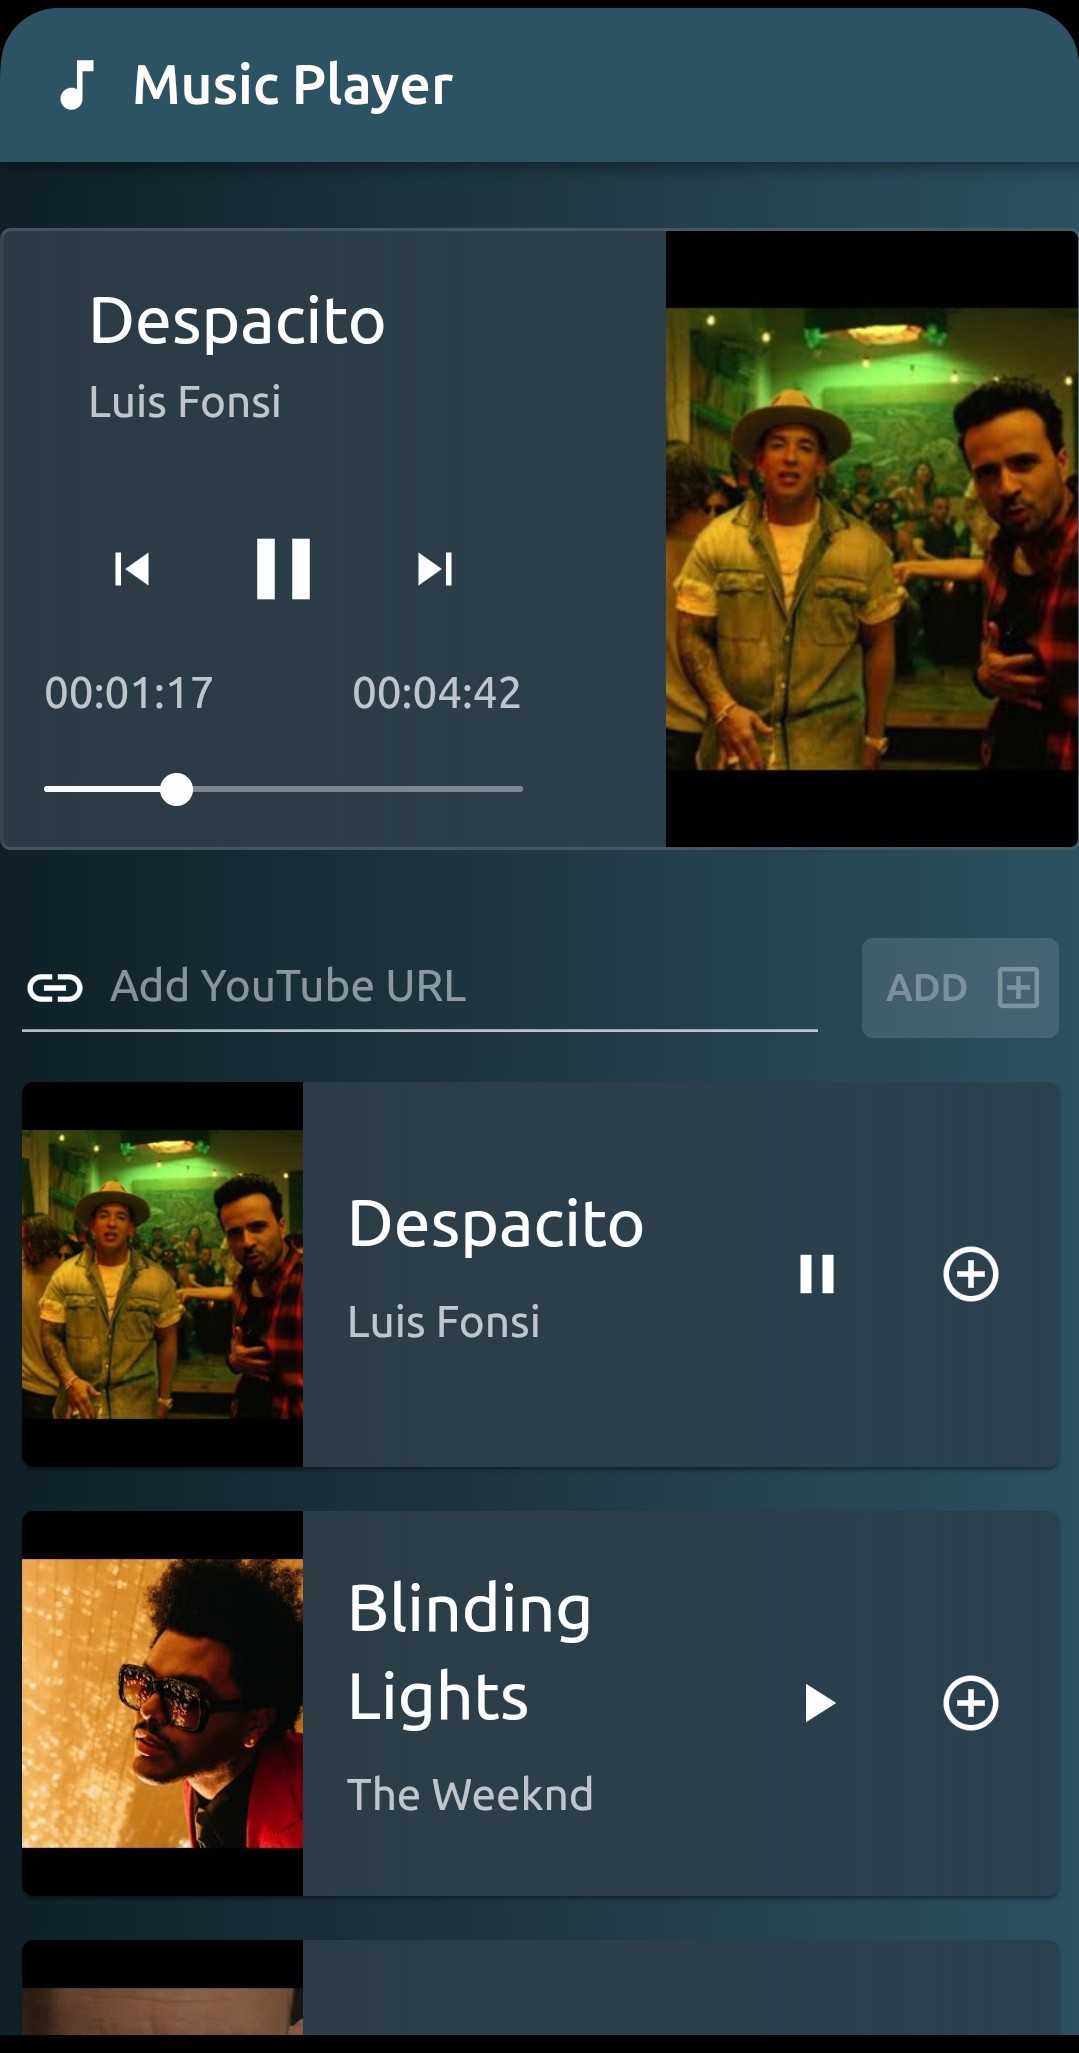 Music Player
Despacito
Luis Fonsi
00:01:17 00:04:42
Add YouTube URL
ADD
Despacito
Luis Fonsi
Blinding
Lights
The Weeknd